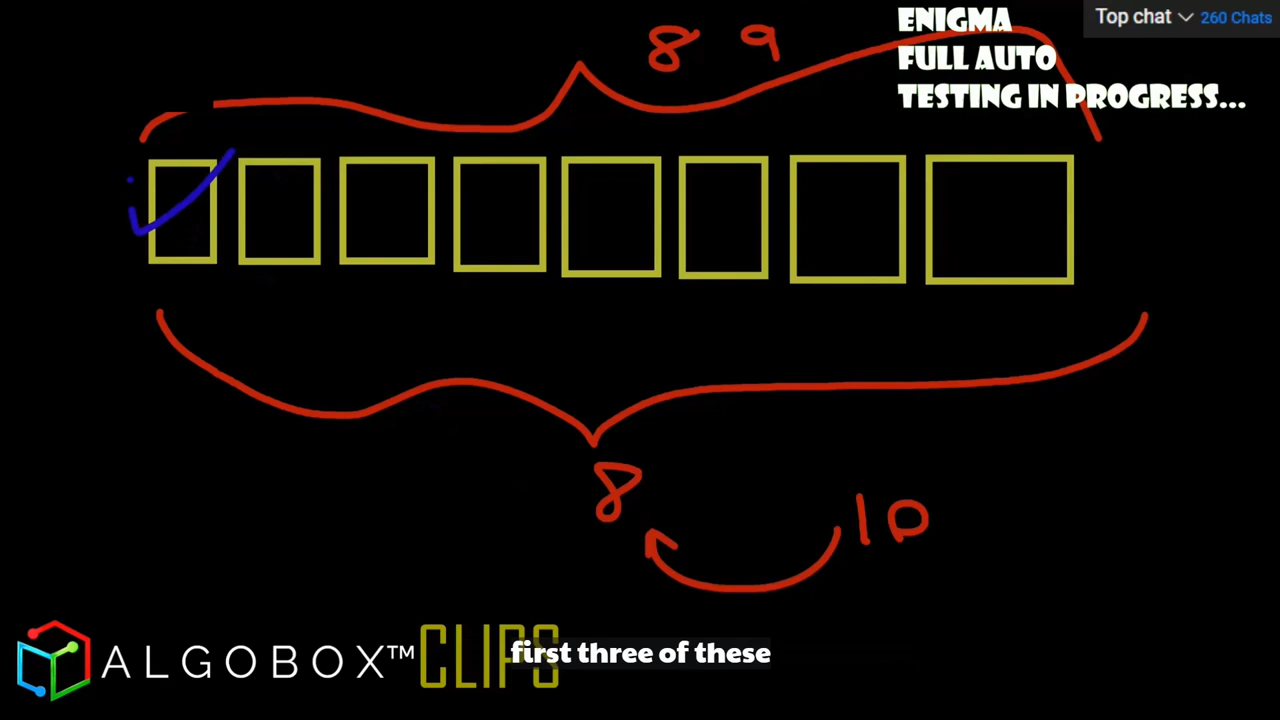 Top chat 260 Chats
ENIGMA
FULL AUTO
TESTING IN PROGRESS...
8 9
8
10
ALGOBOX™ CLIPS
first three of these